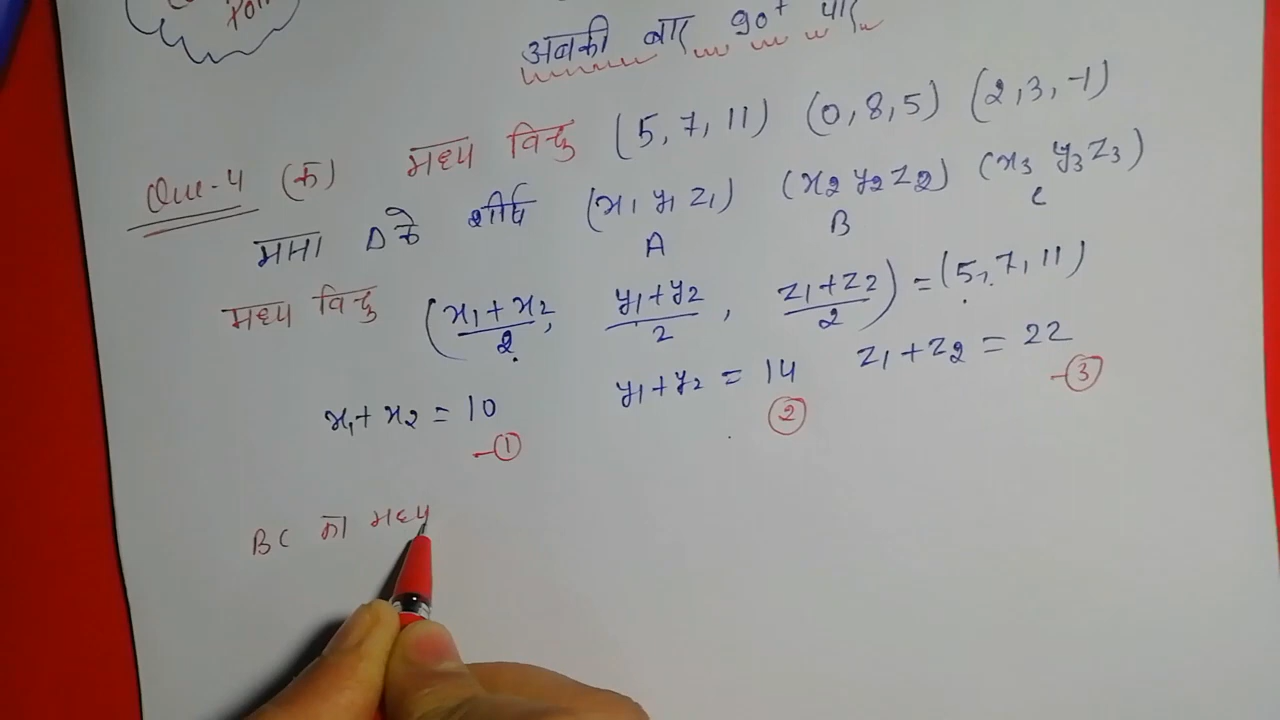 अबकी बार 90+ पार
Que-4 (क) मध्य बिन्दु (5, 7, 11) (0, 8, 5) (2, 3, -1)
माना Δ के शीर्ष (x₁ y₁ z₁) (x₂ y₂ z₂) (x₃ y₃ z₃)
A B C
मध्य बिन्दु (x₁+x₂/2, y₁+y₂/2, z₁+z₂/2) = (5, 7, 11)
x₁+x₂ = 10 y₁+y₂ = 14 z₁+z₂ = 22
-① ② -③
BC का मध्य